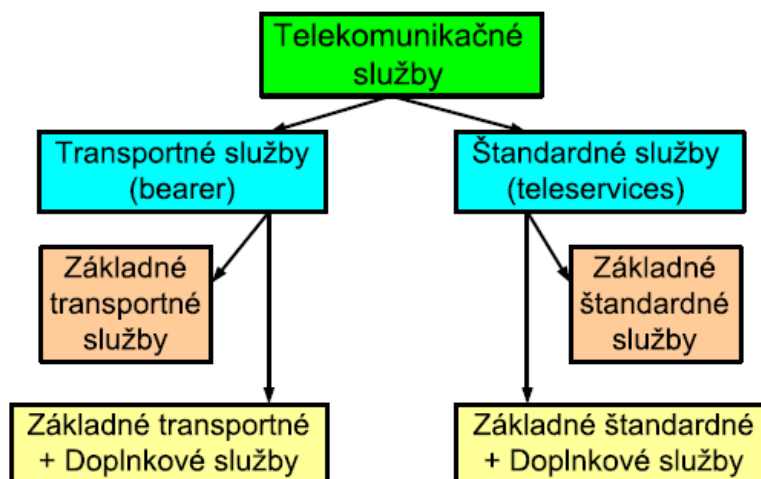 Telekomunikačné
služby
Transportné služby
(bearer)
Štandardné služby
(teleservices)
Základné
transportné
služby
Základné
štandardné
služby
Základné transportné
+ Doplnkové služby
Základné štandardné
+ Doplnkové služby